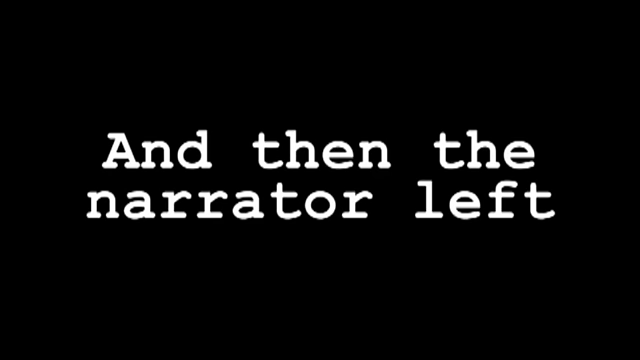 And then the
narrator left